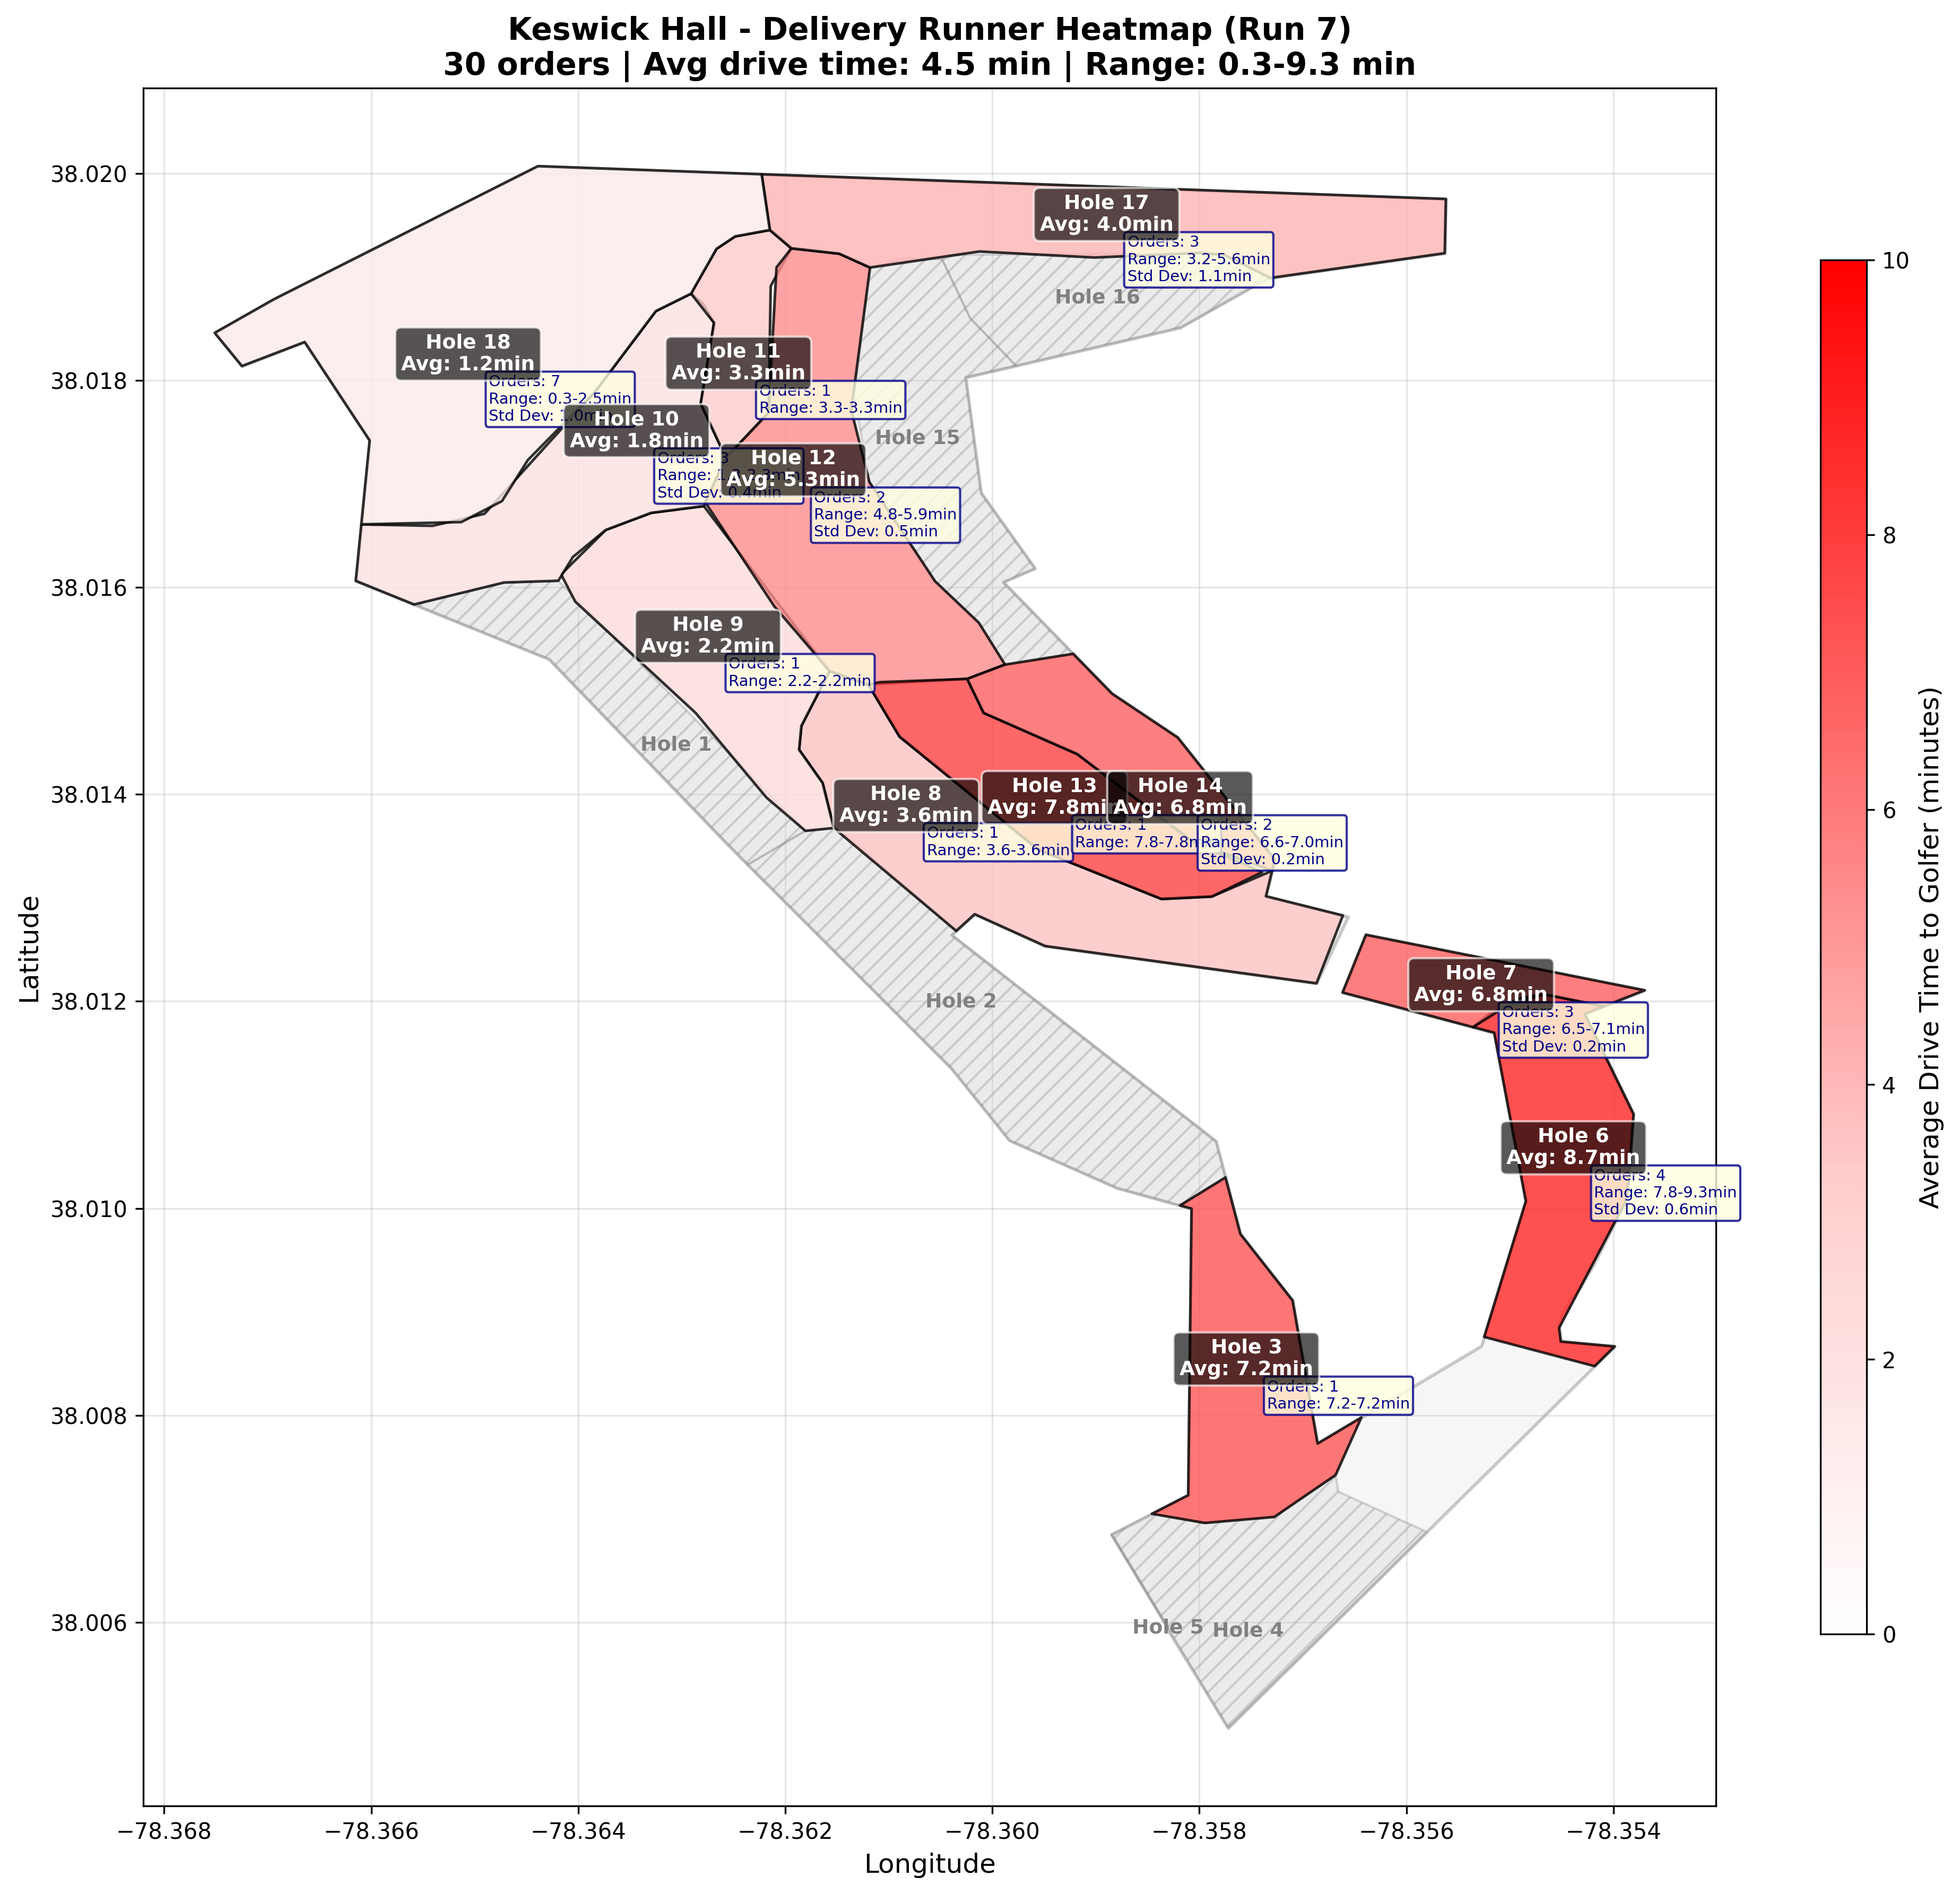 Keswick Hall - Delivery Runner Heatmap (Run 7)
30 orders | Avg drive time: 4.5 min | Range: 0.3-9.3 min
Latitude
38.020
38.018
38.016
38.014
38.012
38.010
38.008
38.006
Hole 17
Avg: 4.0min
Orders: 3
Range: 3.2-5.6min
Std Dev: 1.1min
Hole 16
Hole 18
Avg: 1.2min
Orders: 7
Range: 0.3-2.5min
Std Dev: 1.0min
Hole 11
Avg: 3.3min
Orders: 1
Range: 3.3-3.3min
Hole 10
Avg: 1.8min
Orders: 3
Range:
Std Dev: 0.4min
Hole 15
Hole 12
Avg: 5.3min
Orders: 2
Range: 4.8-5.9min
Std Dev: 0.5min
Hole 9
Avg: 2.2min
Orders: 1
Range: 2.2-2.2min
Hole 1
Hole 8
Avg: 3.6min
Orders: 1
Range: 3.6-3.6min
Hole 13
Avg: 7.8min
Orders: 1
Range: 7.8-7.8m
Hole 14
Avg: 6.8min
Orders: 2
Range: 6.6-7.0min
Std Dev: 0.2min
Hole 2
Hole 7
Avg: 6.8min
Orders: 3
Range: 6.5-7.1min
Std Dev: 0.2min
Hole 6
Avg: 8.7min
Orders: 4
Range: 7.8-9.3min
Std Dev: 0.6min
Hole 3
Avg: 7.2min
Orders: 1
Range: 7.2-7.2min
Hole 5
Hole 4
−78.368
−78.366
−78.364
−78.362
−78.360
−78.358
−78.356
−78.354
Longitude
10
8
6
4
2
0
Average Drive Time to Golfer (minutes)